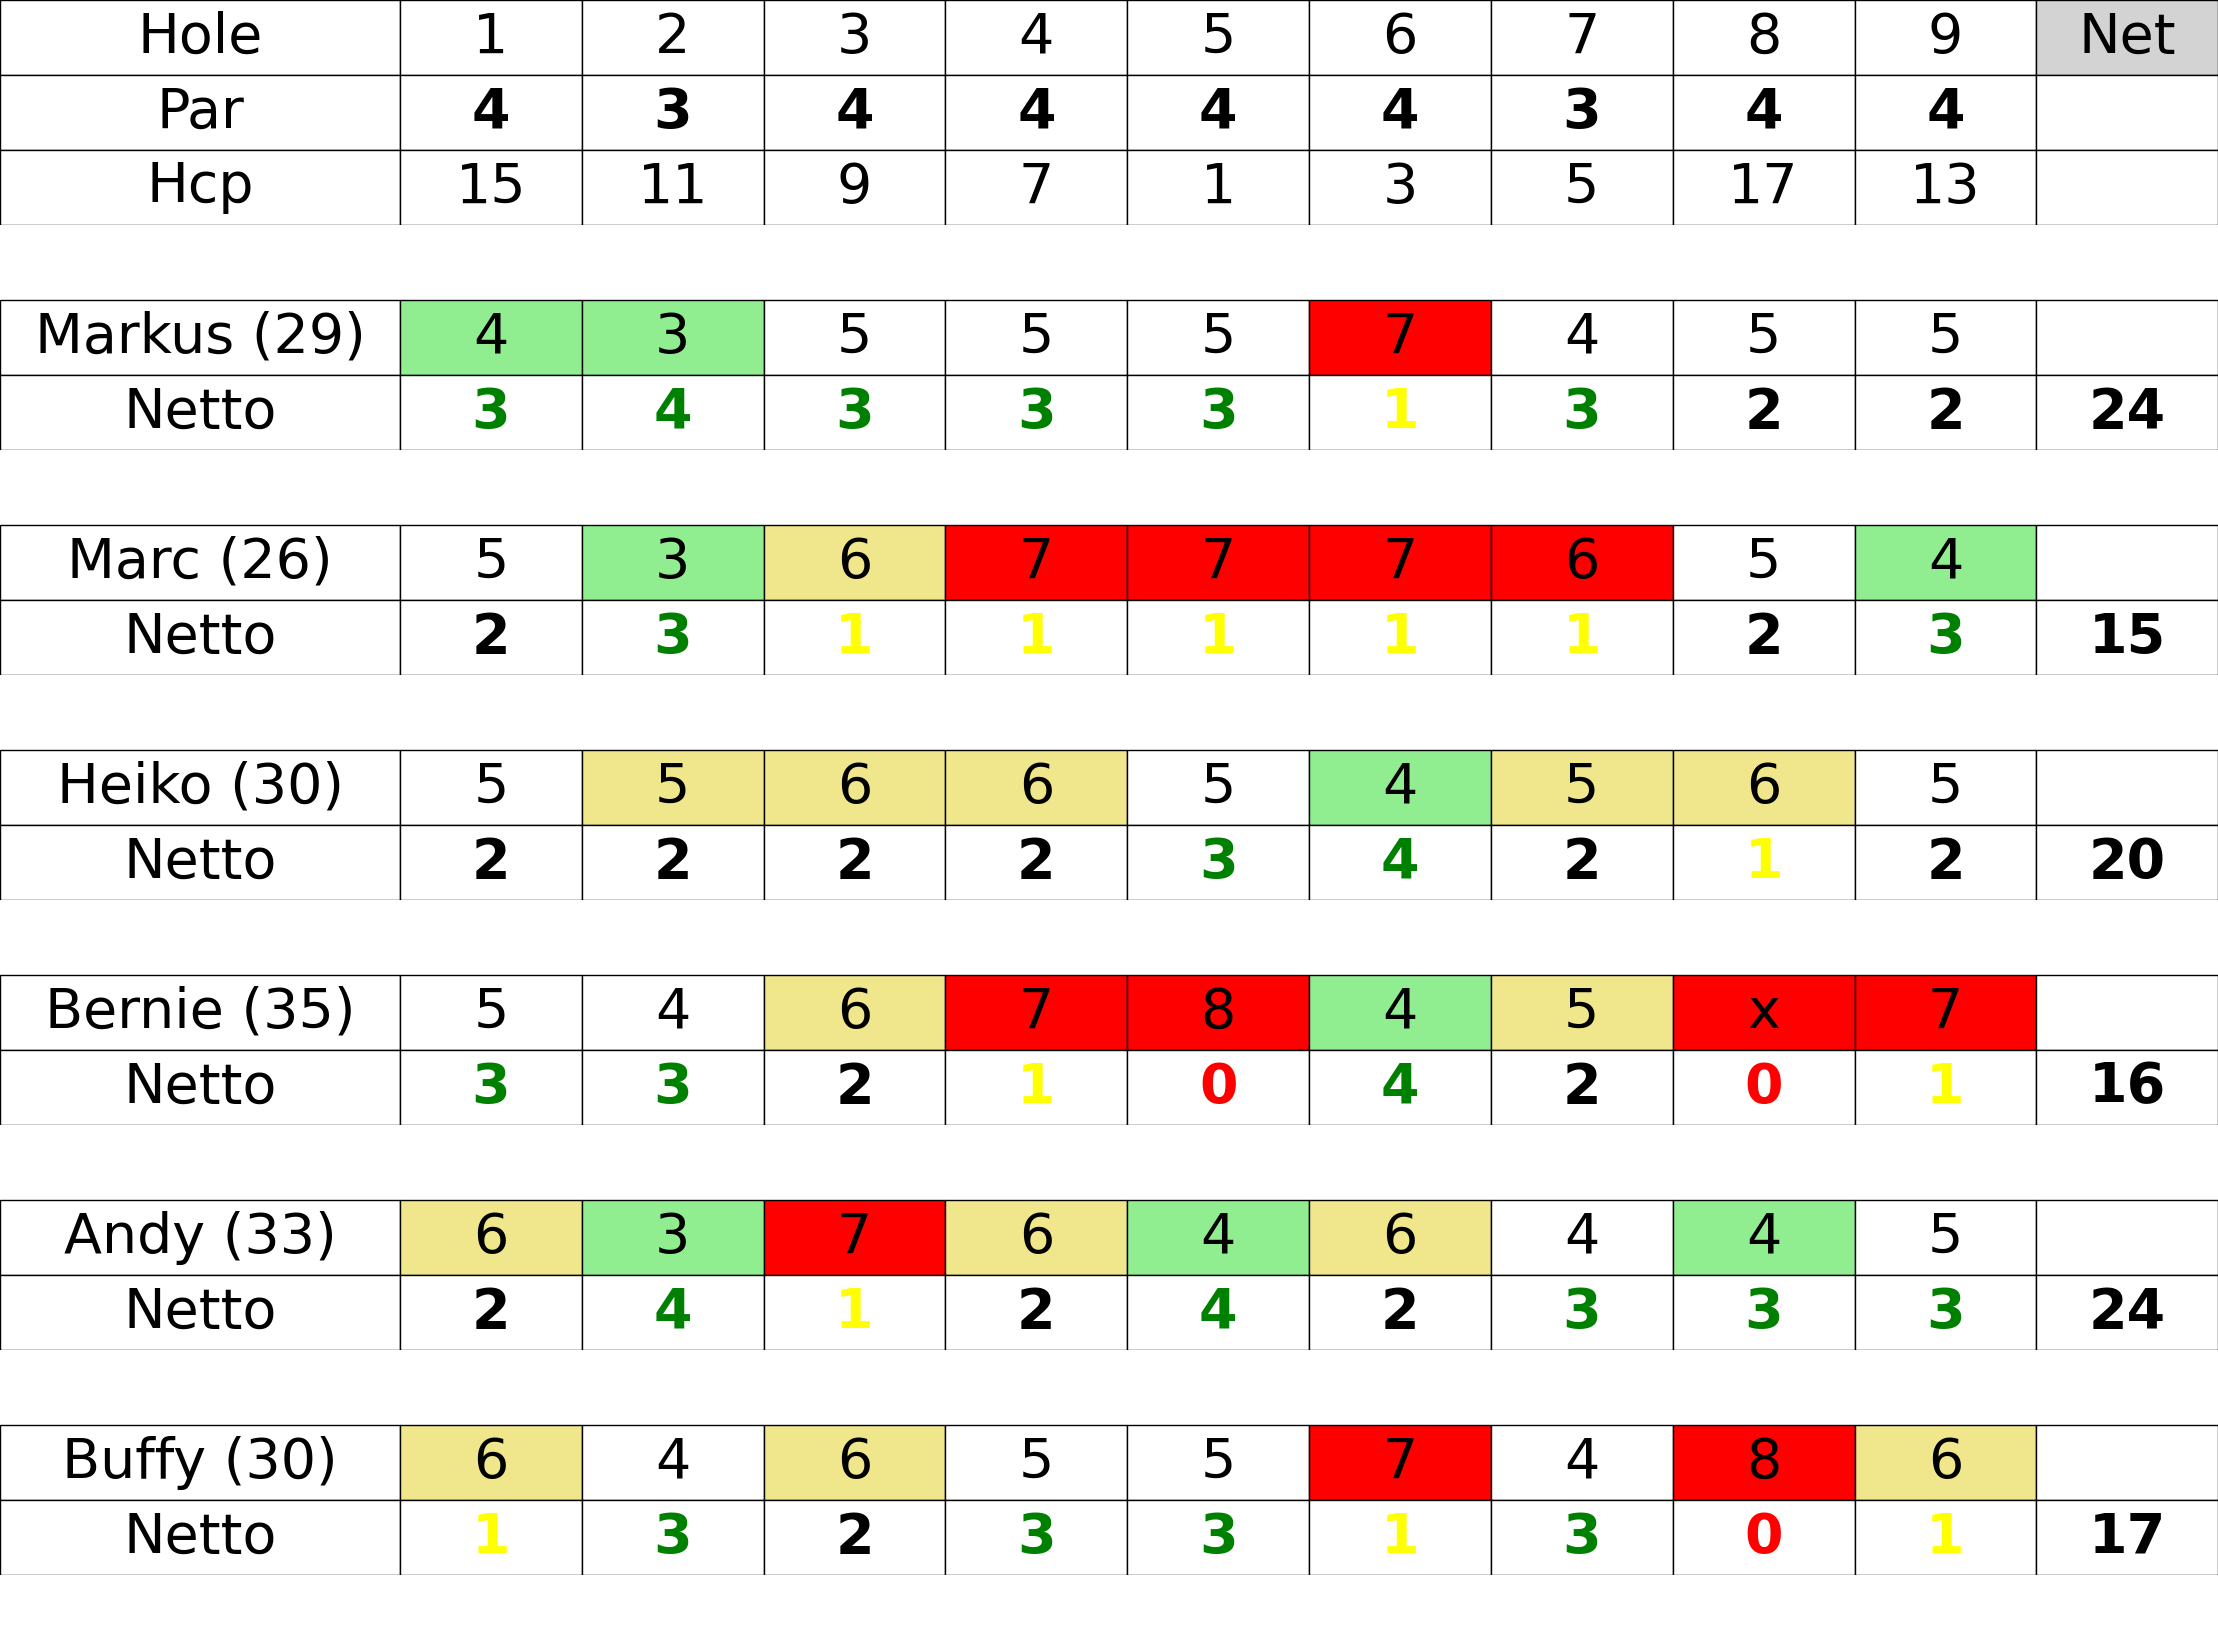 Hole 1 2 3 4 5 6 7 8 9 Net
Par 4 3 4 4 4 4 3 4 4
Hcp 15 11 9 7 1 3 5 17 13
Markus (29) 4 3 5 5 5 7 4 5 5
Netto 3 4 3 3 3 1 3 2 2 24
Marc (26) 5 3 6 7 7 7 6 5 4
Netto 2 3 1 1 1 1 1 2 3 15
Heiko (30) 5 5 6 6 5 4 5 6 5
Netto 2 2 2 2 3 4 2 1 2 20
Bernie (35) 5 4 6 7 8 4 5 x 7
Netto 3 3 2 1 0 4 2 0 1 16
Andy (33) 6 3 7 6 4 6 4 4 5
Netto 2 4 1 2 4 2 3 3 3 24
Buffy (30) 6 4 6 5 5 7 4 8 6
Netto 1 3 2 3 3 1 3 0 1 17